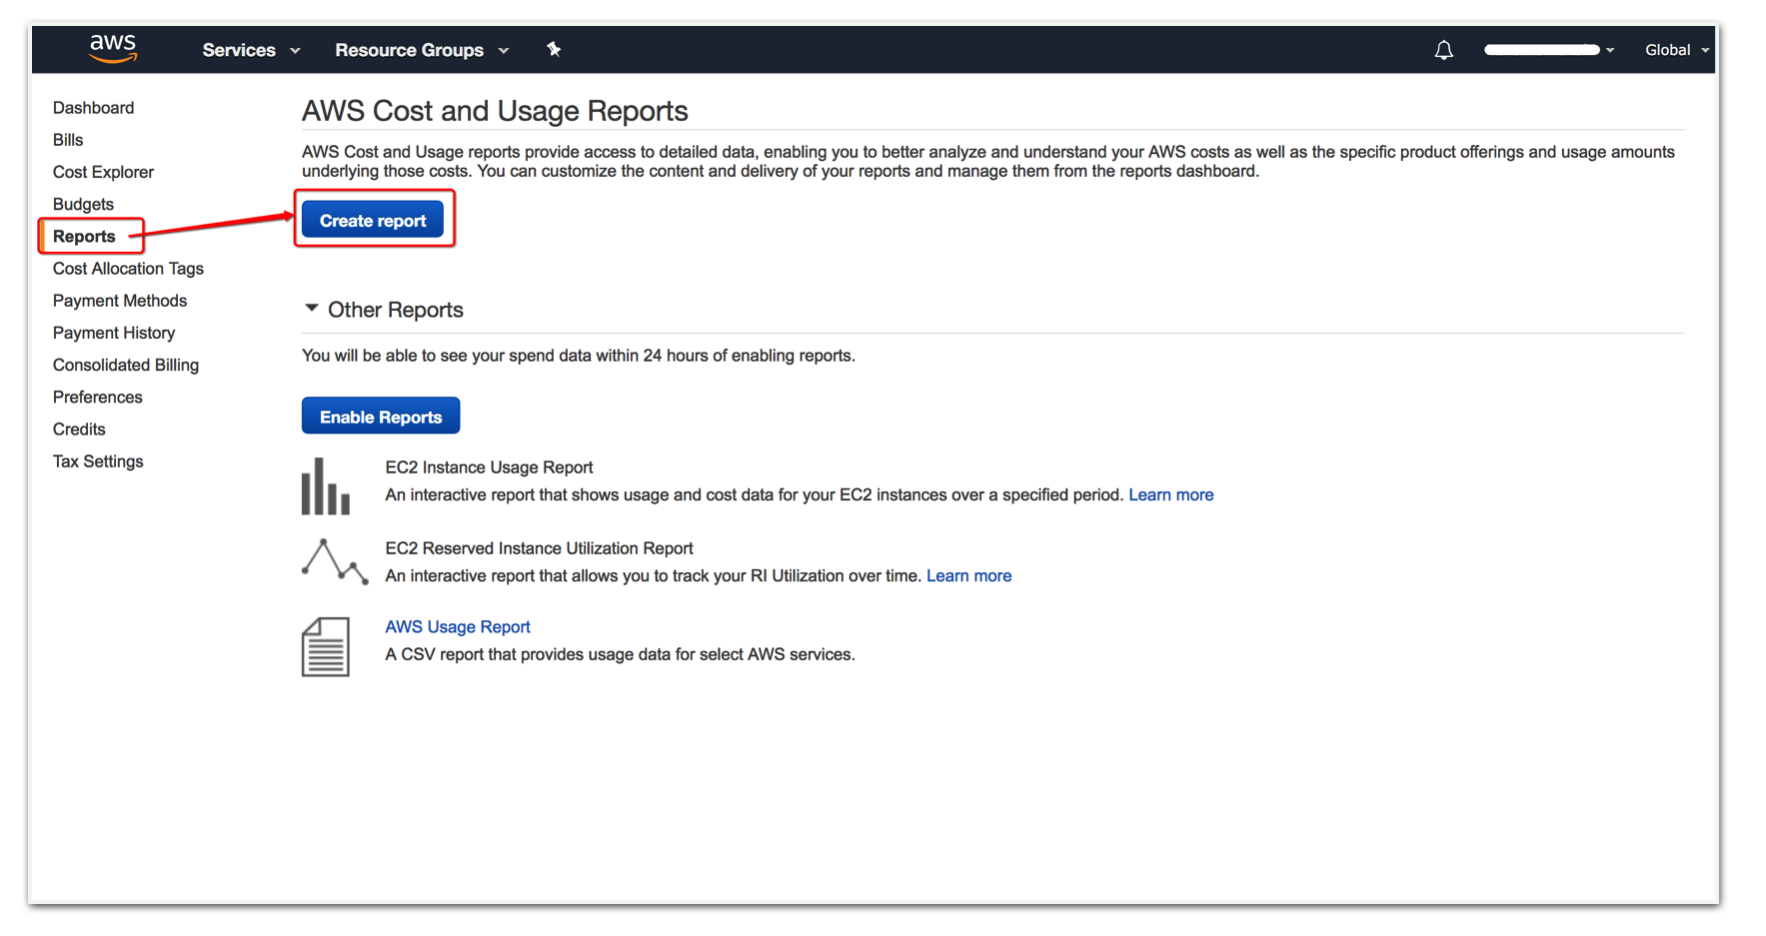 aws Services Resource Groups Global
Dashboard
Bills
Cost Explorer
Budgets
Reports
Cost Allocation Tags
Payment Methods
Payment History
Consolidated Billing
Preferences
Credits
Tax Settings
AWS Cost and Usage Reports
AWS Cost and Usage reports provide access to detailed data, enabling you to better analyze and understand your AWS costs as well as the specific product offerings and usage amounts
underlying those costs. You can customize the content and delivery of your reports and manage them from the reports dashboard.
Create report
Other Reports
You will be able to see your spend data within 24 hours of enabling reports.
Enable Reports
EC2 Instance Usage Report
An interactive report that shows usage and cost data for your EC2 instances over a specified period. Learn more
EC2 Reserved Instance Utilization Report
An interactive report that allows you to track your RI Utilization over time. Learn more
AWS Usage Report
A CSV report that provides usage data for select AWS services.